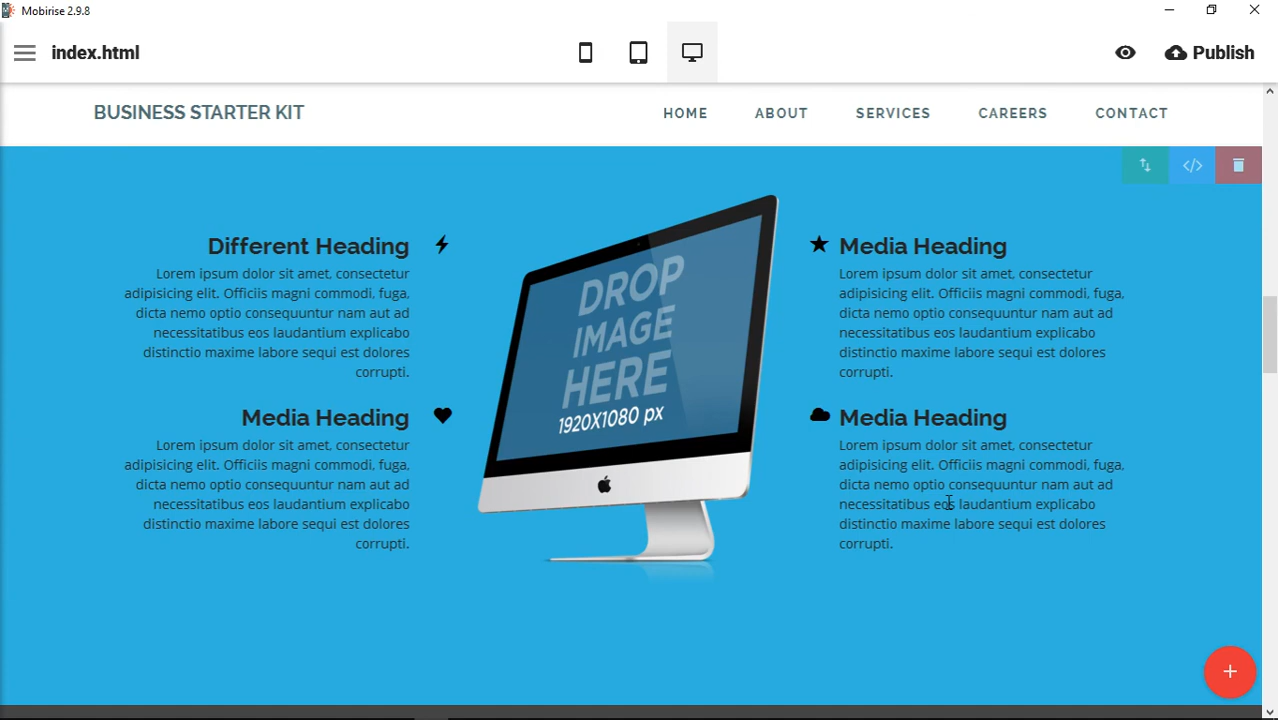 Mobirise 2.9.8
index.html
Publish
BUSINESS STARTER KIT
HOME ABOUT SERVICES CAREERS CONTACT
</>
Different Heading
Lorem ipsum dolor sit amet, consectetur
adipisicing elit. Officiis magni commodi, fuga,
dicta nemo optio consequuntur nam aut ad
necessitatibus eos laudantium explicabo
distinctio maxime labore sequi est dolores
corrupti.
Media Heading
Lorem ipsum dolor sit amet, consectetur
adipisicing elit. Officiis magni commodi, fuga,
dicta nemo optio consequuntur nam aut ad
necessitatibus eos laudantium explicabo
distinctio maxime labore sequi est dolores
corrupti.
DROP
IMAGE
HERE
1920X1080 px
Media Heading
Lorem ipsum dolor sit amet, consectetur
adipisicing elit. Officiis magni commodi, fuga,
dicta nemo optio consequuntur nam aut ad
necessitatibus eos laudantium explicabo
distinctio maxime labore sequi est dolores
corrupti.
Media Heading
Lorem ipsum dolor sit amet, consectetur
adipisicing elit. Officiis magni commodi, fuga,
dicta nemo optio consequuntur nam aut ad
necessitatibus eos laudantium explicabo
distinctio maxime labore sequi est dolores
corrupti.